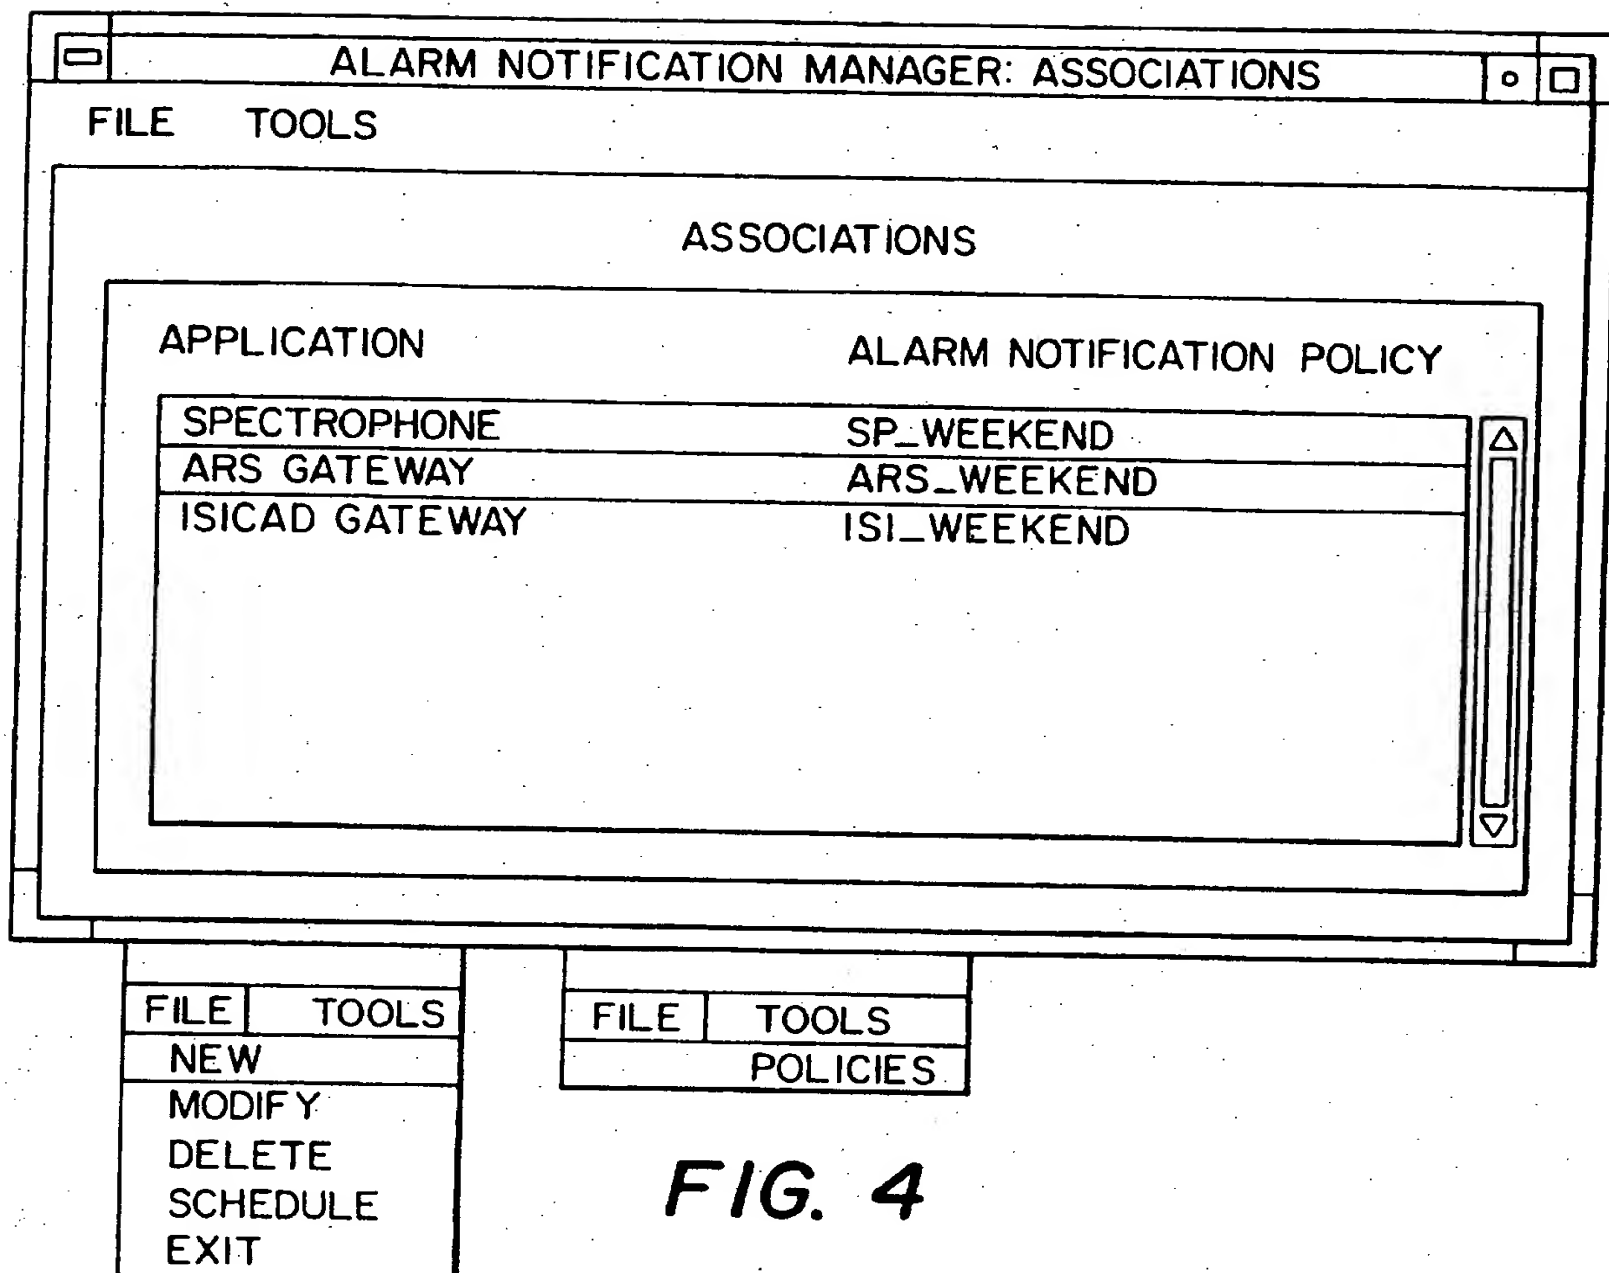 ALARM NOTIFICATION MANAGER: ASSOCIATIONS
FILE TOOLS
ASSOCIATIONS
APPLICATION ALARM NOTIFICATION POLICY
SPECTROPHONE SP_WEEKEND
ARS GATEWAY ARS_WEEKEND
ISICAD GATEWAY ISI_WEEKEND
FILE TOOLS
NEW
MODIFY
DELETE
SCHEDULE
EXIT
FILE TOOLS
POLICIES
FIG. 4